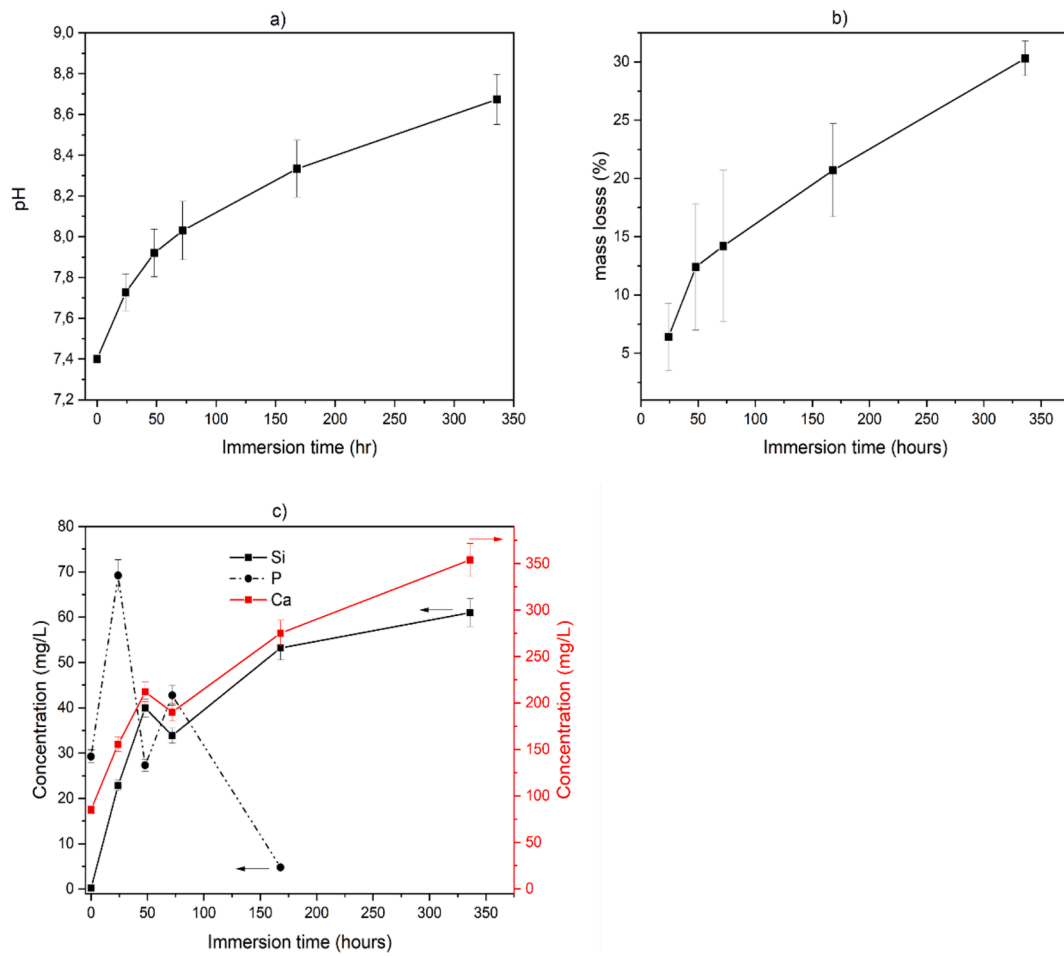 a)
9,0
8,8
8,6
8,4
8,2
8,0
7,8
7,6
7,4
7,2
pH
0 50 100 150 200 250 300 350
Immersion time (hr)
b)
30
25
20
15
10
5
mass losss (%)
0 50 100 150 200 250 300 350
Immersion time (hours)
c)
80
70
60
50
40
30
20
10
0
Concentration (mg/L)
Si
P
Ca
350
300
250
200
150
100
50
0
Concentration (mg/L)
0 50 100 150 200 250 300 350
Immersion time (hours)